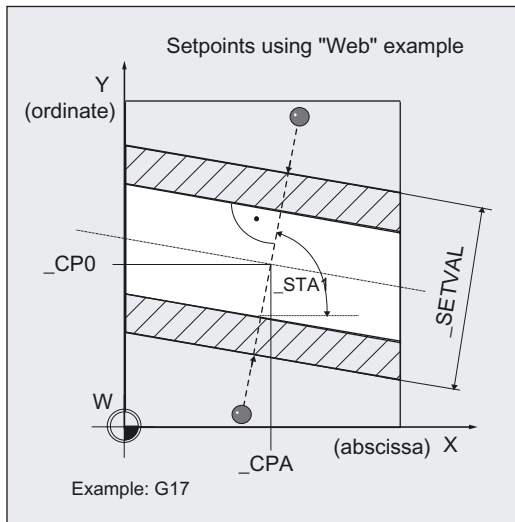 Setpoints using "Web" example
Y
(ordinate)
_CP0
_STA1
_SETVAL
W
_CPA
(abscissa) X
Example: G17